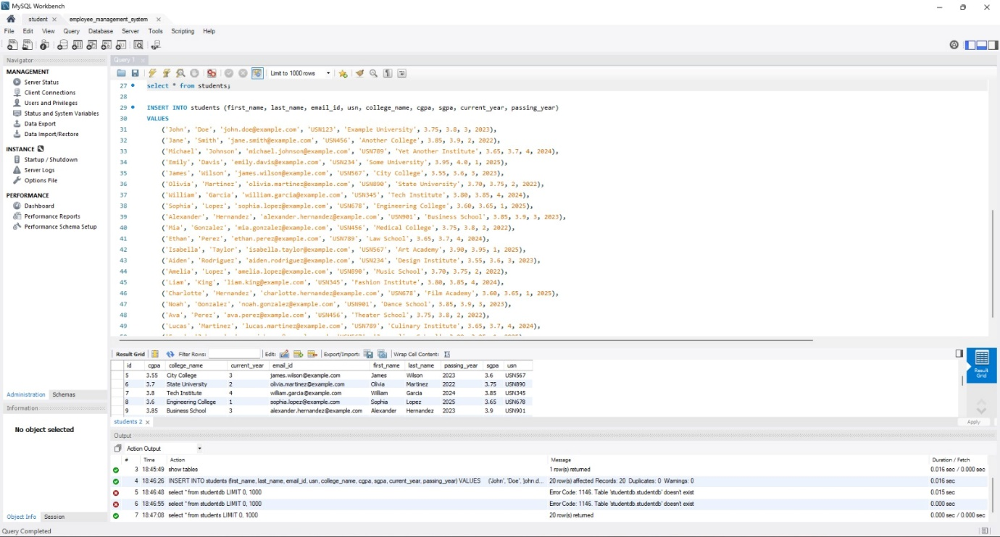 MySQL Workbench
student × employee_management_system ×
File Edit View Query Database Server Tools Scripting Help
Navigator
MANAGEMENT
Server Status
Client Connections
Users and Privileges
Status and System Variables
Data Export
Data Import/Restore
INSTANCE
Startup / Shutdown
Server Logs
Options File
PERFORMANCE
Dashboard
Performance Reports
Performance Schema Setup
Administration Schemas
Information
No object selected
Object Info Session
Query 1 ×
Limit to 1000 rows
27 select * from students;
28
29 INSERT INTO students (first_name, last_name, email_id, usn, college_name, cgpa, sgpa, current_year, passing_year)
30 VALUES
31 ('John', 'Doe', 'john.doe@example.com', 'USN123', 'Example University', 3.75, 3.8, 3, 2023),
32 ('Jane', 'Smith', 'jane.smith@example.com', 'USN456', 'Another College', 3.85, 3.9, 2, 2022),
33 ('Michael', 'Johnson', 'michael.johnson@example.com', 'USN789', 'Yet Another Institute', 3.65, 3.7, 4, 2024),
34 ('Emily', 'Davis', 'emily.davis@example.com', 'USN234', 'Some University', 3.95, 4.0, 1, 2025),
35 ('James', 'Wilson', 'james.wilson@example.com', 'USN567', 'City College', 3.55, 3.6, 3, 2023),
36 ('Olivia', 'Martinez', 'olivia.martinez@example.com', 'USN890', 'State University', 3.70, 3.75, 2, 2022),
37 ('William', 'Garcia', 'william.garcia@example.com', 'USN345', 'Tech Institute', 3.80, 3.85, 4, 2024),
38 ('Sophia', 'Lopez', 'sophia.lopez@example.com', 'USN678', 'Engineering College', 3.60, 3.65, 1, 2025),
39 ('Alexander', 'Hernandez', 'alexander.hernandez@example.com', 'USN901', 'Business School', 3.85, 3.9, 3, 2023),
40 ('Mia', 'Gonzalez', 'mia.gonzalez@example.com', 'USN456', 'Medical College', 3.75, 3.8, 2, 2022),
41 ('Ethan', 'Perez', 'ethan.perez@example.com', 'USN789', 'Law School', 3.65, 3.7, 4, 2024),
42 ('Isabella', 'Taylor', 'isabella.taylor@example.com', 'USN567', 'Art Academy', 3.90, 3.95, 1, 2025),
43 ('Aiden', 'Rodriguez', 'aiden.rodriguez@example.com', 'USN234', 'Design Institute', 3.55, 3.6, 3, 2023),
44 ('Amelia', 'Lopez', 'amelia.lopez@example.com', 'USN890', 'Music School', 3.70, 3.75, 2, 2022),
45 ('Liam', 'King', 'liam.king@example.com', 'USN345', 'Fashion Institute', 3.80, 3.85, 4, 2024),
46 ('Charlotte', 'Hernandez', 'charlotte.hernandez@example.com', 'USN678', 'Film Academy', 3.60, 3.65, 1, 2025),
47 ('Noah', 'Gonzalez', 'noah.gonzalez@example.com', 'USN901', 'Dance School', 3.85, 3.9, 3, 2023),
48 ('Ava', 'Perez', 'ava.perez@example.com', 'USN456', 'Theater School', 3.75, 3.8, 2, 2022),
49 ('Lucas', 'Martinez', 'lucas.martinez@example.com', 'USN789', 'Culinary Institute', 3.65, 3.7, 4, 2024),
Result Grid Filter Rows: Edit: Export/Import: Wrap Cell Content:
id cgpa college_name current_year email_id first_name last_name passing_year sgpa usn
5 3.55 City College 3 james.wilson@example.com James Wilson 2023 3.6 USN567
6 3.7 State University 2 olivia.martinez@example.com Olivia Martinez 2022 3.75 USN890
7 3.8 Tech Institute 4 william.garcia@example.com William Garcia 2024 3.85 USN345
8 3.6 Engineering College 1 sophia.lopez@example.com Sophia Lopez 2025 3.65 USN678
9 3.85 Business School 3 alexander.hernandez@example.com Alexander Hernandez 2023 3.9 USN901
Result
Grid
students 2 ×
Apply
Output
Action Output
# Time Action Message Duration / Fetch
3 18:45:49 show tables 1 row(s) returned 0.016 sec / 0.000 sec
4 18:46:26 INSERT INTO students (first_name, last_name, email_id, usn, college_name, cgpa, sgpa, current_year, passing_year) VALUES ('John', 'Doe', 'john.d... 20 row(s) affected Records: 20 Duplicates: 0 Warnings: 0 0.016 sec
5 18:46:48 select * from studentdb LIMIT 0, 1000 Error Code: 1146. Table 'studentdb.studentdb' doesn't exist 0.015 sec
6 18:46:55 select * from studentdb LIMIT 0, 1000 Error Code: 1146. Table 'studentdb.studentdb' doesn't exist 0.000 sec
7 18:47:08 select * from students LIMIT 0, 1000 20 row(s) returned 0.000 sec / 0.000 sec
Query Completed